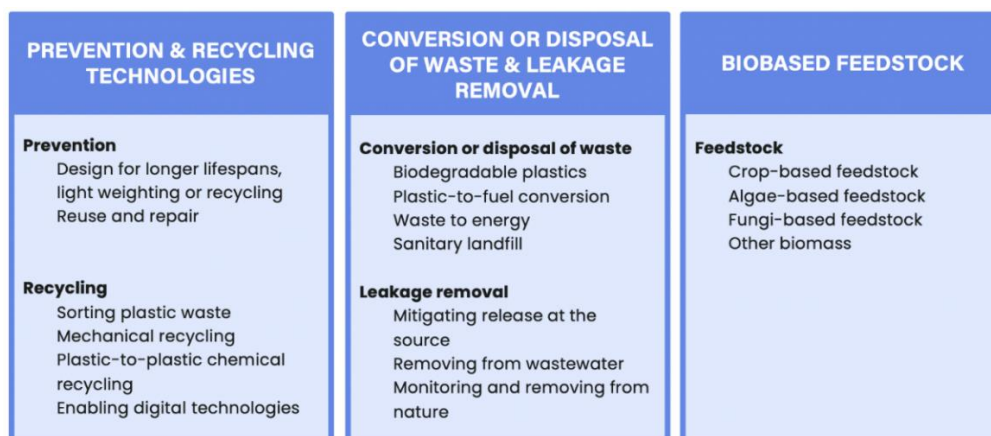 PREVENTION & RECYCLING
TECHNOLOGIES
Prevention
Design for longer lifespans,
light weighting or recycling
Reuse and repair
Recycling
Sorting plastic waste
Mechanical recycling
Plastic-to-plastic chemical
recycling
Enabling digital technologies
CONVERSION OR DISPOSAL
OF WASTE & LEAKAGE
REMOVAL
Conversion or disposal of waste
Biodegradable plastics
Plastic-to-fuel conversion
Waste to energy
Sanitary landfill
Leakage removal
Mitigating release at the
source
Removing from wastewater
Monitoring and removing from
nature
BIOBASED FEEDSTOCK
Feedstock
Crop-based feedstock
Algae-based feedstock
Fungi-based feedstock
Other biomass